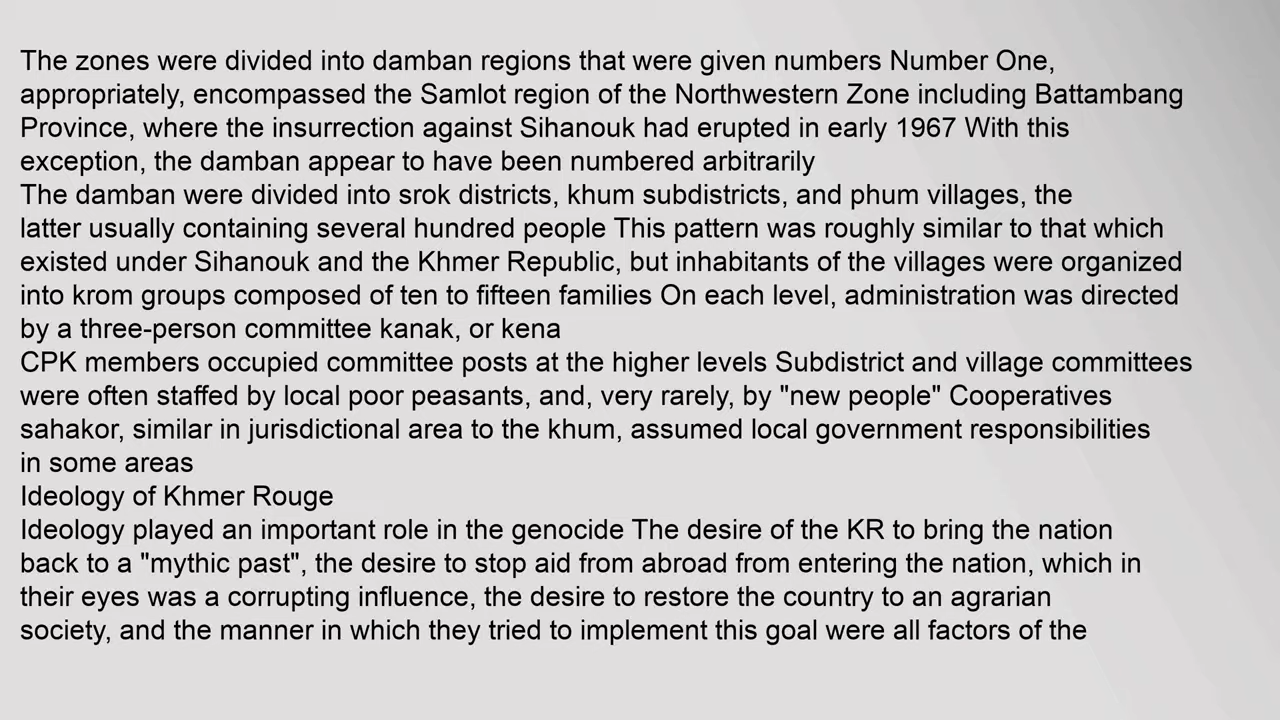 The zones were divided into damban regions that were given numbers Number One,
appropriately, encompassed the Samlot region of the Northwestern Zone including Battambang
Province, where the insurrection against Sihanouk had erupted in early 1967 With this
exception, the damban appear to have been numbered arbitrarily
The damban were divided into srok districts, khum subdistricts, and phum villages, the
latter usually containing several hundred people This pattern was roughly similar to that which
existed under Sihanouk and the Khmer Republic, but inhabitants of the villages were organized
into krom groups composed of ten to fifteen families On each level, administration was directed
by a three-person committee kanak, or kena
CPK members occupied committee posts at the higher levels Subdistrict and village committees
were often staffed by local poor peasants, and, very rarely, by "new people" Cooperatives
sahakor, similar in jurisdictional area to the khum, assumed local government responsibilities
in some areas
Ideology of Khmer Rouge
Ideology played an important role in the genocide The desire of the KR to bring the nation
back to a "mythic past", the desire to stop aid from abroad from entering the nation, which in
their eyes was a corrupting influence, the desire to restore the country to an agrarian
society, and the manner in which they tried to implement this goal were all factors of the